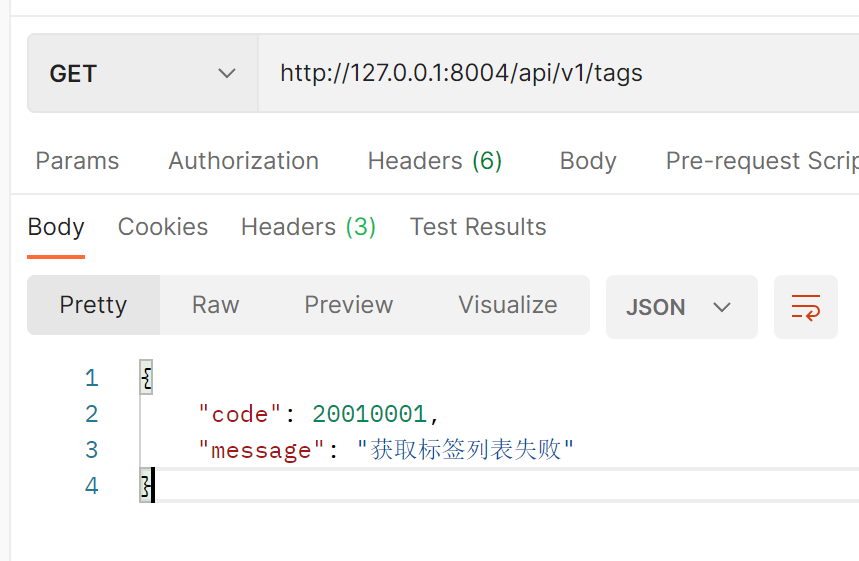 GET http://127.0.0.1:8004/api/v1/tags
Params Authorization Headers (6) Body Pre-request Scrip
Body Cookies Headers (3) Test Results
Pretty Raw Preview Visualize JSON
1 {
2 "code": 20010001,
3 "message": "获取标签列表失败"
4 }